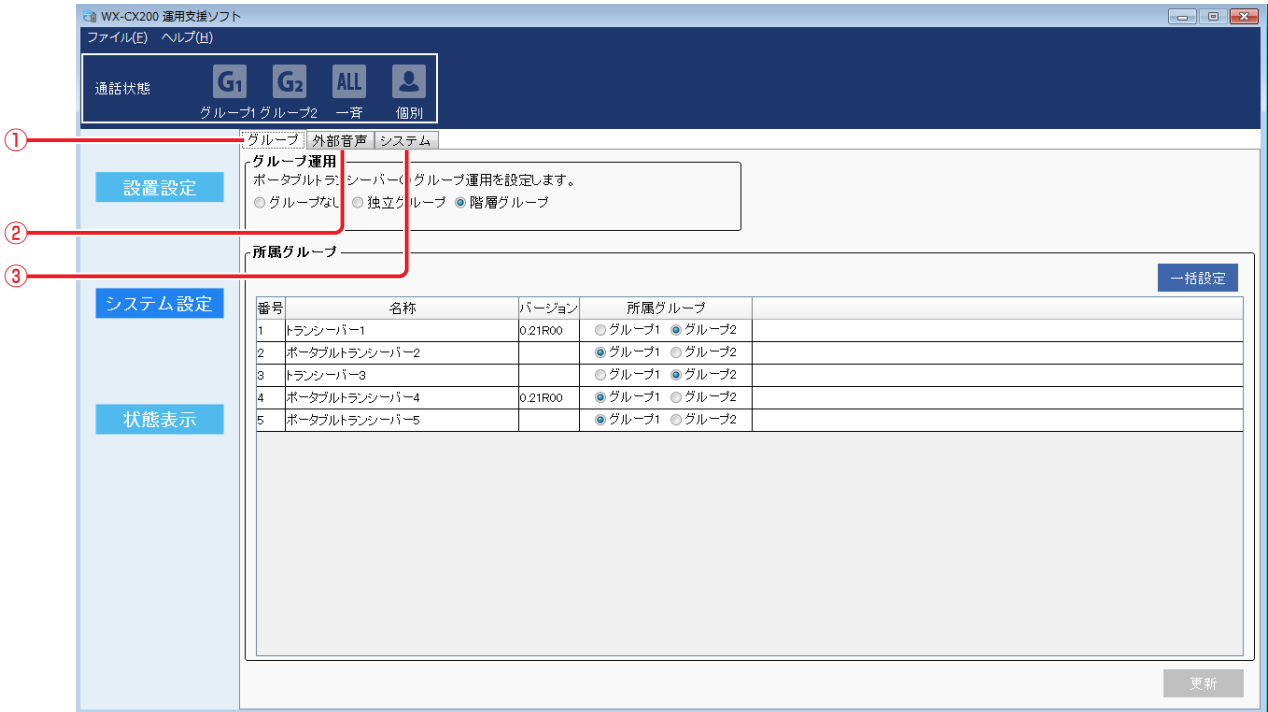 WX-CX200 運用支援ソフト
ファイル(F) ヘルプ(H)
通話状態
G1 G2 ALL
グループ1 グループ2 一斉 個別
①
グループ 外部音声 システム
グループ運用
ポータブルトランシーバーのグループ運用を設定します。
設置設定
グループなし 独立グループ 階層グループ
②
所属グループ
③
一括設定
システム設定
番号 名称 バージョン 所属グループ
1 トランシーバー1 0.21R00 グループ1 グループ2
2 ポータブルトランシーバー2 グループ1 グループ2
3 トランシーバー3 グループ1 グループ2
4 ポータブルトランシーバー4 0.21R00 グループ1 グループ2
状態表示
5 ポータブルトランシーバー5 グループ1 グループ2
更新